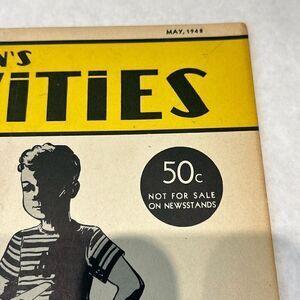 MAY, 1948
N'S
VITIES
50c
NOT FOR SALE
ON NEWSSTANDS